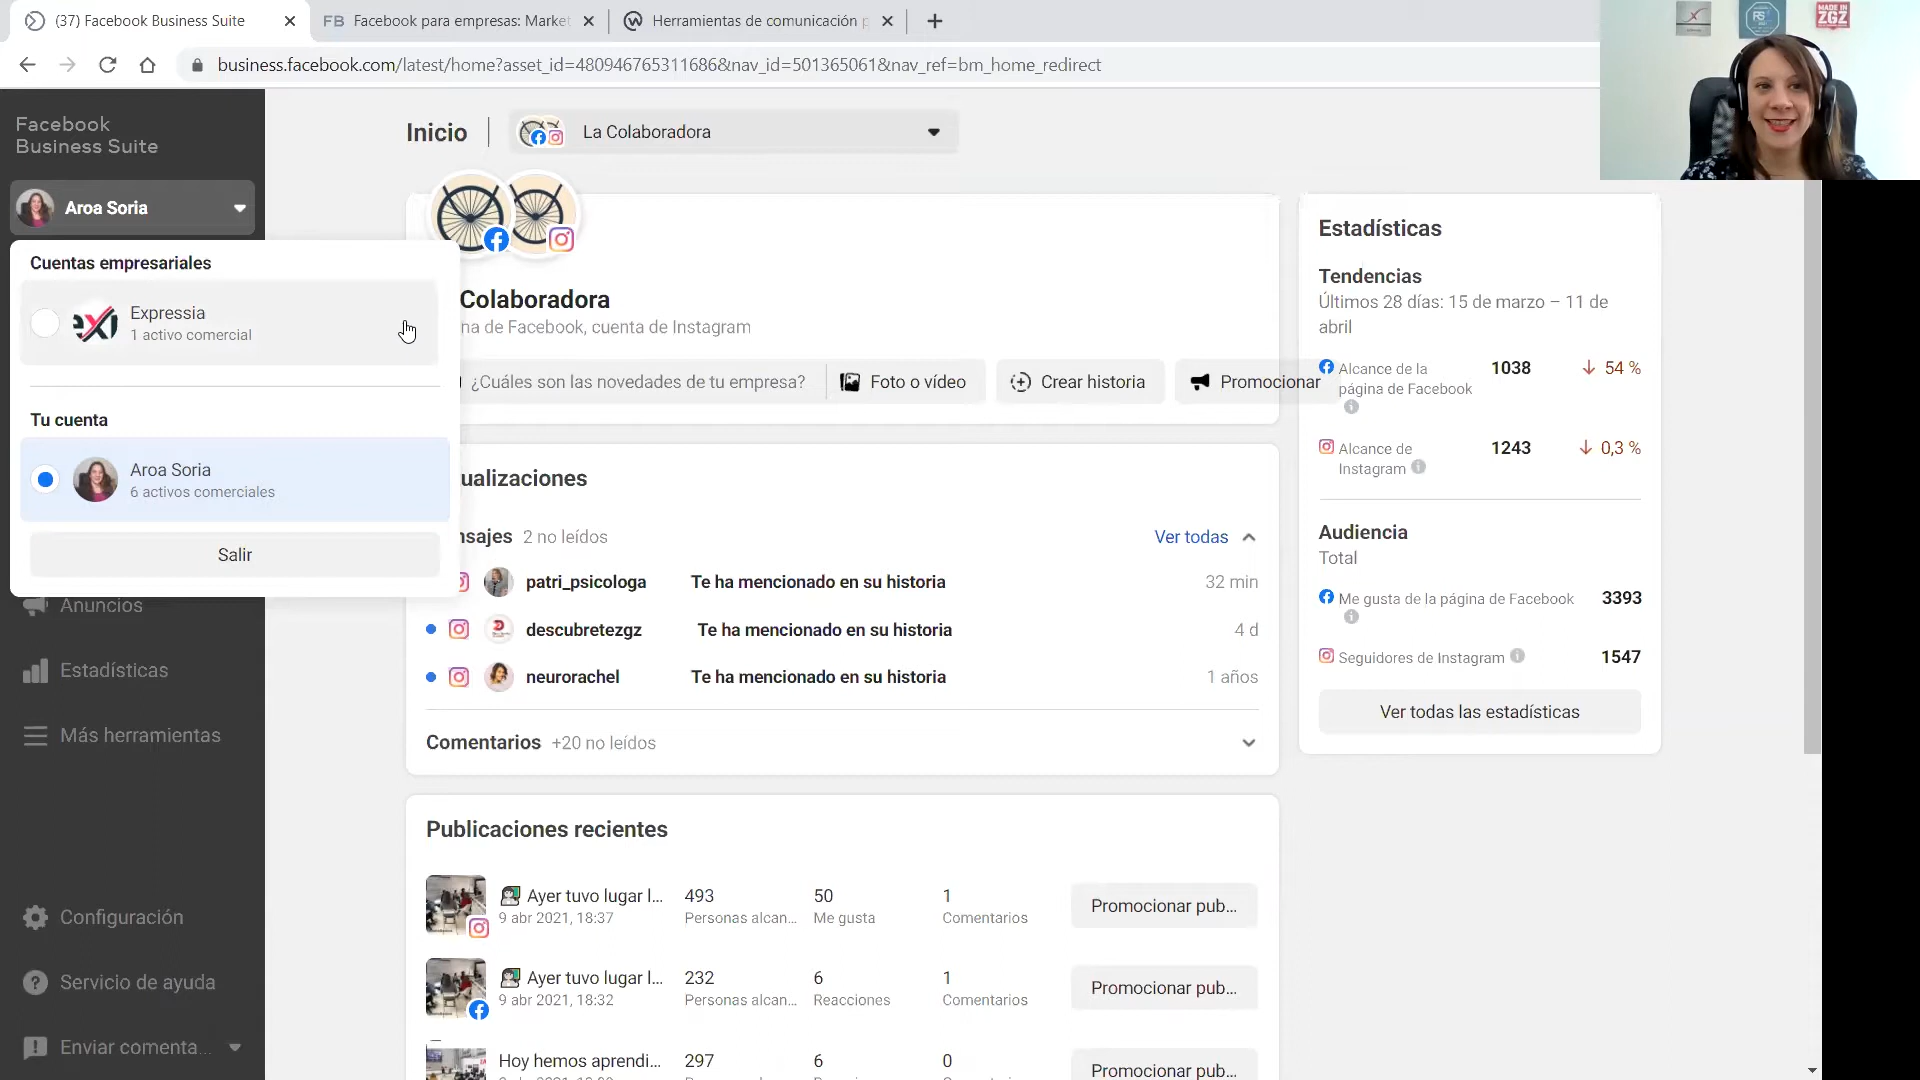 (37) Facebook Business Suite
FB Facebook para empresas: Market
Herramientas de comunicación p
business.facebook.com/latest/home?asset_id=480946765311686&nav_id=501365061&nav_ref=bm_home_redirect
MADE IN
ZGZ
Facebook
Business Suite
Aroa Soria
Cuentas empresariales
Expressia
1 activo comercial
Tu cuenta
Aroa Soria
6 activos comerciales
Salir
Anuncios
Estadísticas
Más herramientas
Configuración
Servicio de ayuda
Enviar comenta...
Inicio
La Colaboradora
Colaboradora
na de Facebook, cuenta de Instagram
¿Cuáles son las novedades de tu empresa?
Foto o vídeo
Crear historia
Promocionar
ualizaciones
nsajes 2 no leídos
Ver todas
patri_psicologa Te ha mencionado en su historia 32 min
descubretezgz Te ha mencionado en su historia 4 d
neurorachel Te ha mencionado en su historia 1 años
Comentarios +20 no leídos
Publicaciones recientes
Ayer tuvo lugar l... 493 50 1
9 abr 2021, 18:37 Personas alcan... Me gusta Comentarios
Promocionar pub...
Ayer tuvo lugar l... 232 6 1
9 abr 2021, 18:32 Personas alcan... Reacciones Comentarios
Promocionar pub...
Hoy hemos aprendi... 297 6 0
Promocionar pub...
Estadísticas
Tendencias
Últimos 28 días: 15 de marzo – 11 de
abril
Alcance de la
página de Facebook
1038 54 %
Alcance de
Instagram
1243 0,3 %
Audiencia
Total
Me gusta de la página de Facebook 3393
Seguidores de Instagram 1547
Ver todas las estadísticas